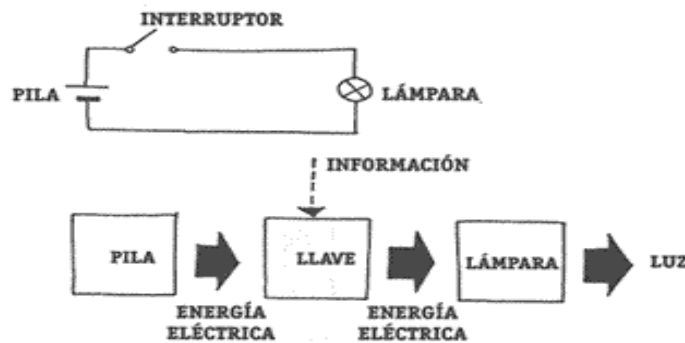 INTERRUPTOR
PILA
LÁMPARA
INFORMACIÓN
PILA
LLAVE
LÁMPARA
LUZ
ENERGÍA
ELÉCTRICA
ENERGÍA
ELÉCTRICA